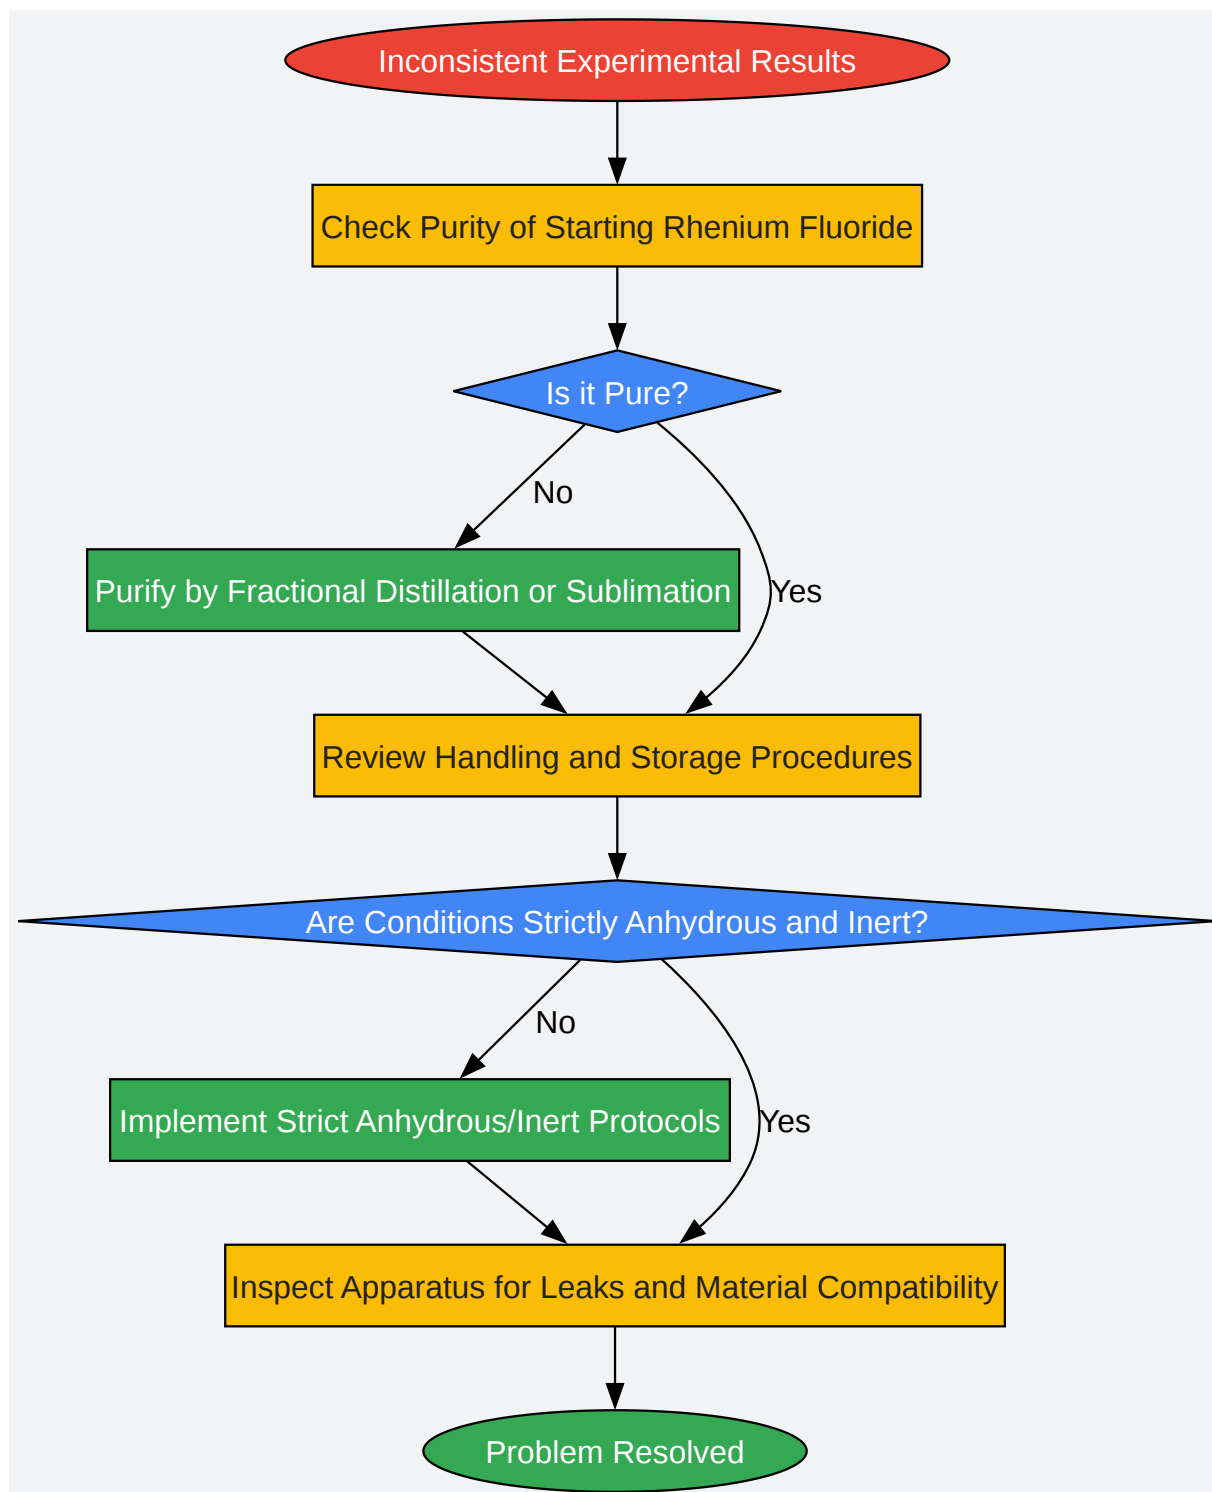 Inconsistent Experimental Results
Check Purity of Starting Rhenium Fluoride
Is it Pure?
No
Purify by Fractional Distillation or Sublimation
Yes
Review Handling and Storage Procedures
Are Conditions Strictly Anhydrous and Inert?
No
Implement Strict Anhydrous/Inert Protocols
Yes
Inspect Apparatus for Leaks and Material Compatibility
Problem Resolved